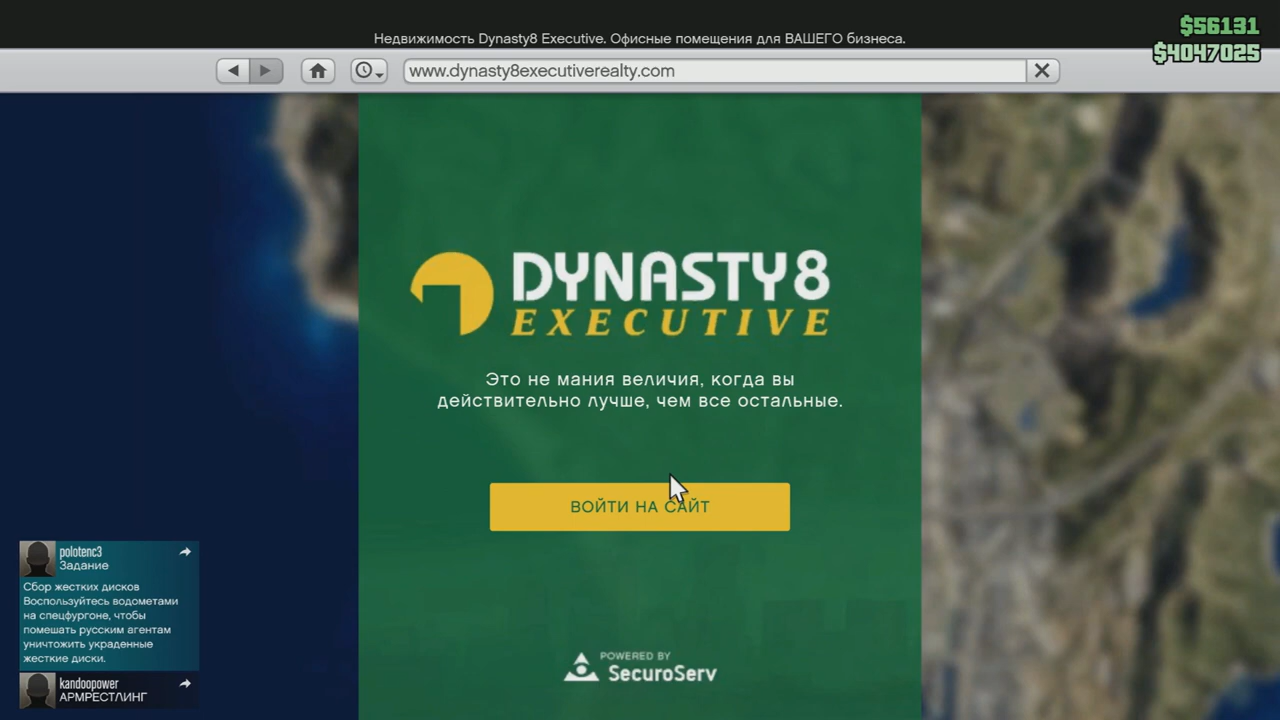 Недвижимость Dynasty8 Executive. Офисные помещения для ВАШЕГО бизнеса.
$56131
$4047025
www.dynasty8executiverealty.com
DYNASTY8
EXECUTIVE
Это не мания величия, когда вы
действительно лучше, чем все остальные.
ВОЙТИ НА САЙТ
polotenc3
Задание
Сбор жестких дисков
Воспользуйтесь водометами
на спецфургоне, чтобы
помешать русским агентам
уничтожить украденные
жесткие диски.
kandoopower
АРМРЕСТЛИНГ
POWERED BY
SecuroServ